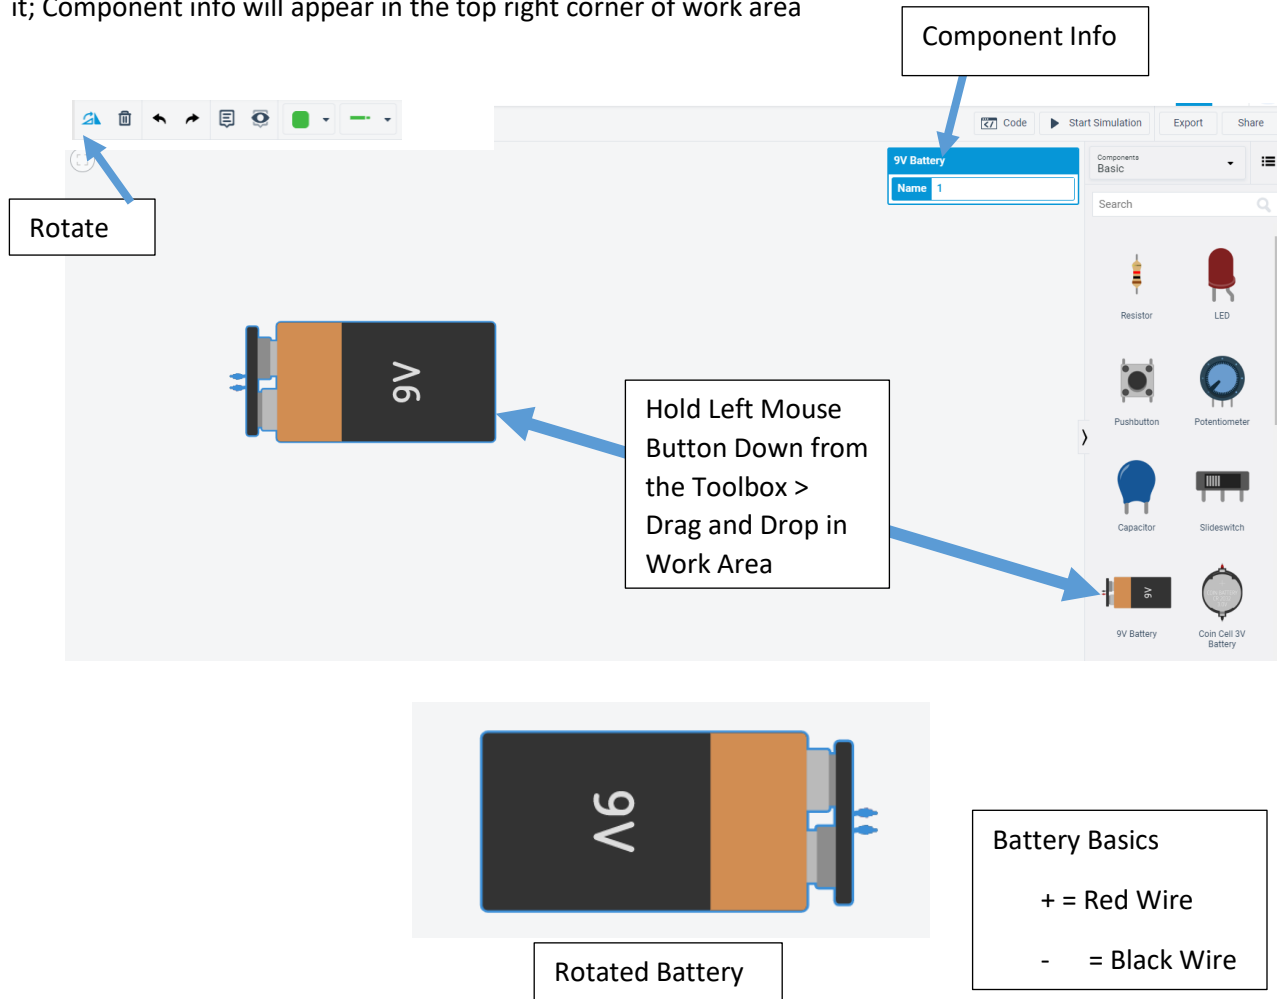 it; Component info will appear in the top right corner of work area
Component Info
Code
Start Simulation
Export
Share
9V Battery
Name 1
Components
Basic
Search
Rotate
Resistor
LED
9V
Hold Left Mouse
Button Down from
the Toolbox >
Drag and Drop in
Work Area
Pushbutton
Potentiometer
Capacitor
Slideswitch
9V
9V Battery
Coin Cell 3V
Battery
9V
Rotated Battery
Battery Basics
+ = Red Wire
- = Black Wire